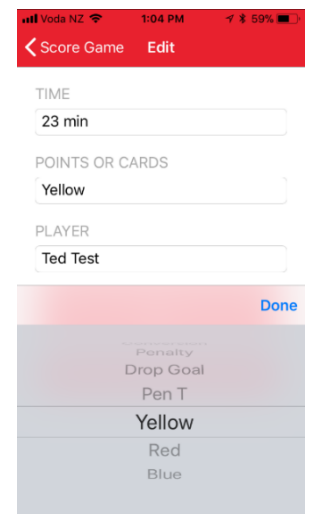 Voda NZ 1:04 PM 59%
Score Game Edit
TIME
23 min
POINTS OR CARDS
Yellow
PLAYER
Ted Test
Done
Penalty
Drop Goal
Pen T
Yellow
Red
Blue